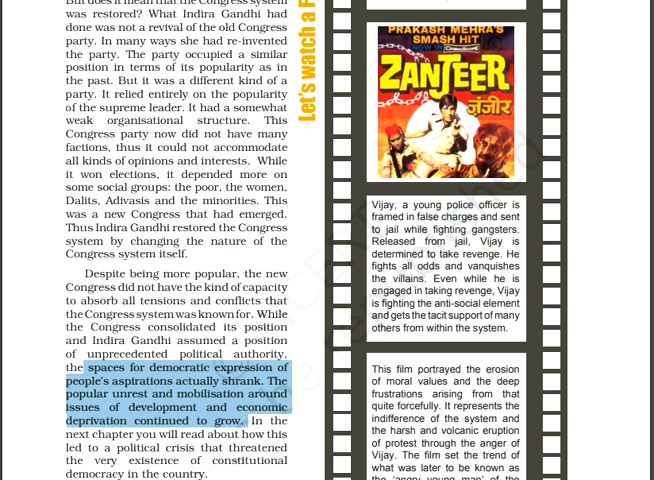 But does it mean that the Congress system
was restored? What Indira Gandhi had
done was not a revival of the old Congress
party. In many ways she had re-invented
the party. The party occupied a similar
position in terms of its popularity as in
the past. But it was a different kind of a
party. It relied entirely on the popularity
of the supreme leader. It had a somewhat
weak organisational structure. This
Congress party now did not have many
factions, thus it could not accommodate
all kinds of opinions and interests. While
it won elections, it depended more on
some social groups: the poor, the women,
Dalits, Adivasis and the minorities. This
was a new Congress that had emerged.
Thus Indira Gandhi restored the Congress
system by changing the nature of the
Congress system itself.
Despite being more popular, the new
Congress did not have the kind of capacity
to absorb all tensions and conflicts that
the Congress system was known for. While
the Congress consolidated its position
and Indira Gandhi assumed a position
of unprecedented political authority,
the spaces for democratic expression of
people's aspirations actually shrank. The
popular unrest and mobilisation around
issues of development and economic
deprivation continued to grow. In the
next chapter you will read about how this
led to a political crisis that threatened
the very existence of constitutional
democracy in the country.
Let's watch a F
PRAKASH MEHRA'S
SMASH HIT
NOW IN CINEMASCOPE
ZANJEER
ज़ंजीर
Vijay, a young police officer is
framed in false charges and sent
to jail while fighting gangsters.
Released from jail, Vijay is
determined to take revenge. He
fights all odds and vanquishes
the villains. Even while he is
engaged in taking revenge, Vijay
is fighting the anti-social element
and gets the tacit support of many
others from within the system.
This film portrayed the erosion
of moral values and the deep
frustrations arising from that
quite forcefully. It represents the
indifference of the system and
the harsh and volcanic eruption
of protest through the anger of
Vijay. The film set the trend of
what was later to be known as
the 'angry young man' of the